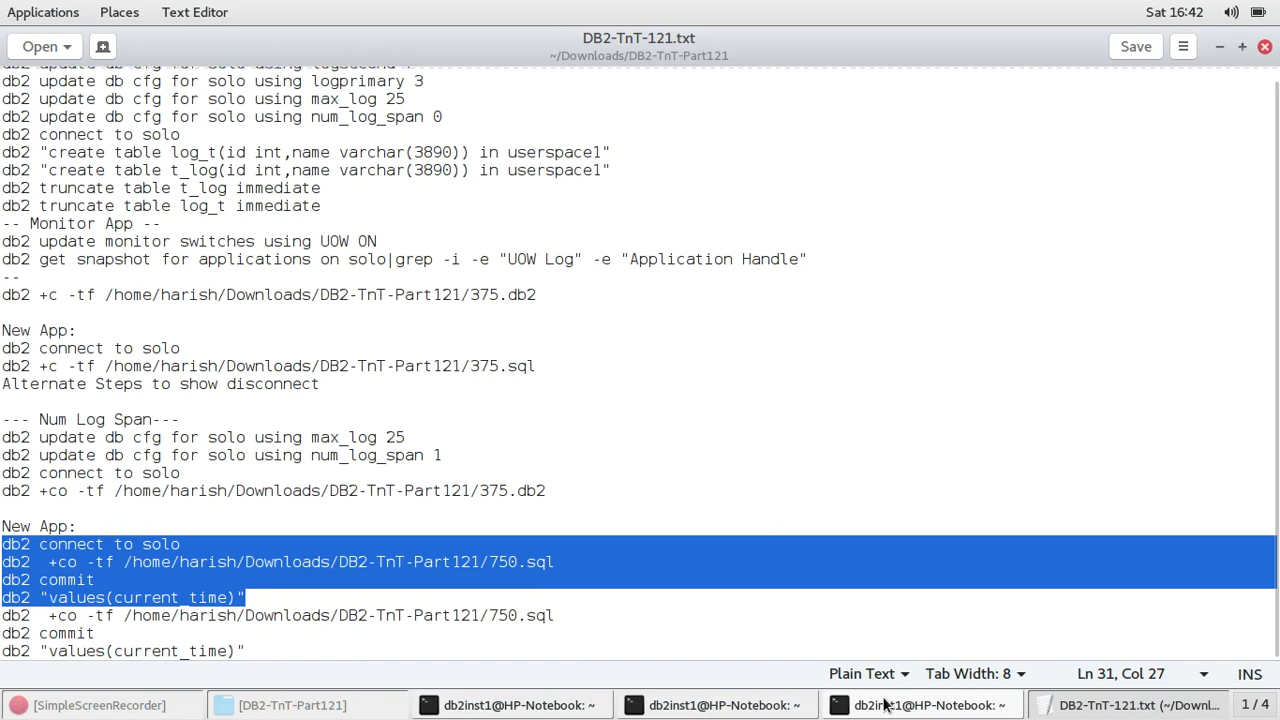 Applications Places Text Editor Sat 16:42
Open DB2-TnT-121.txt Save
~/Downloads/DB2-TnT-Part121
db2 update db cfg for solo using
db2 update db cfg for solo using logprimary 3
db2 update db cfg for solo using max_log 25
db2 update db cfg for solo using num_log_span 0
db2 connect to solo
db2 "create table log_t(id int,name varchar(3890)) in userspace1"
db2 "create table t_log(id int,name varchar(3890)) in userspace1"
db2 truncate table t_log immediate
db2 truncate table log_t immediate
-- Monitor App --
db2 update monitor switches using UOW ON
db2 get snapshot for applications on solo|grep -i -e "UOW Log" -e "Application Handle"
--
db2 +c -tf /home/harish/Downloads/DB2-TnT-Part121/375.db2
New App:
db2 connect to solo
db2 +c -tf /home/harish/Downloads/DB2-TnT-Part121/375.sql
Alternate Steps to show disconnect
--- Num Log Span---
db2 update db cfg for solo using max_log 25
db2 update db cfg for solo using num_log_span 1
db2 connect to solo
db2 +co -tf /home/harish/Downloads/DB2-TnT-Part121/375.db2
New App:
db2 connect to solo
db2  +co -tf /home/harish/Downloads/DB2-TnT-Part121/750.sql
db2 commit
db2 "values(current_time)"
db2  +co -tf /home/harish/Downloads/DB2-TnT-Part121/750.sql
db2 commit
db2 "values(current_time)"
Plain Text Tab Width: 8 Ln 31, Col 27 INS
[SimpleScreenRecorder] [DB2-TnT-Part121] db2inst1@HP-Notebook: ~ db2inst1@HP-Notebook: ~ db2inst1@HP-Notebook: ~ DB2-TnT-121.txt (~/Downl... 1 / 4